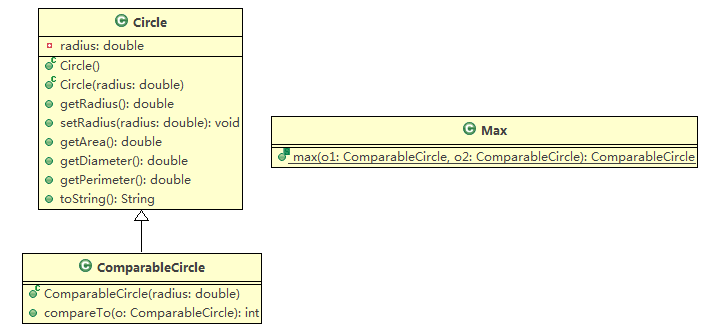 Circle
radius: double
Circle()
Circle(radius: double)
getRadius(): double
setRadius(radius: double): void
getArea(): double
getDiameter(): double
getPerimeter(): double
toString(): String
Max
max(o1: ComparableCircle, o2: ComparableCircle): ComparableCircle
ComparableCircle
ComparableCircle(radius: double)
compareTo(o: ComparableCircle): int